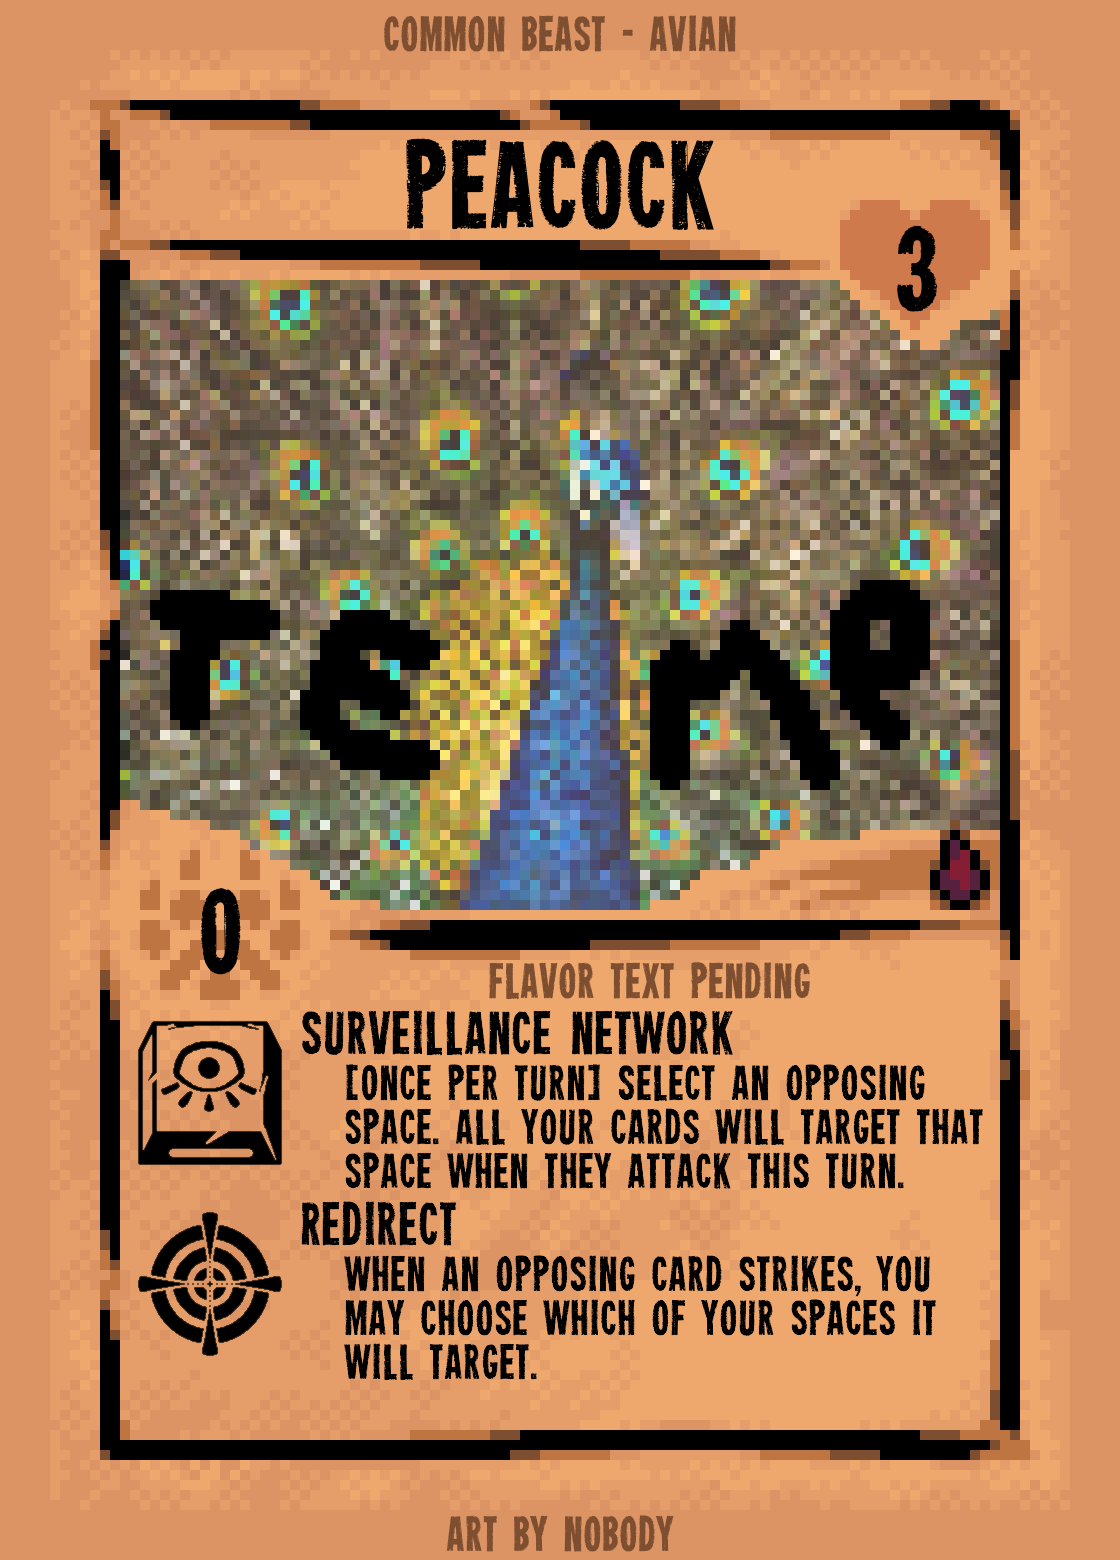 COMMON BEAST - AVIAN
PEACOCK
3
TEMP
0
FLAVOR TEXT PENDING
SURVEILLANCE NETWORK
[ONCE PER TURN] SELECT AN OPPOSING
SPACE. ALL YOUR CARDS WILL TARGET THAT
SPACE WHEN THEY ATTACK THIS TURN.
REDIRECT
WHEN AN OPPOSING CARD STRIKES, YOU
MAY CHOOSE WHICH OF YOUR SPACES IT
WILL TARGET.
ART BY NOBODY